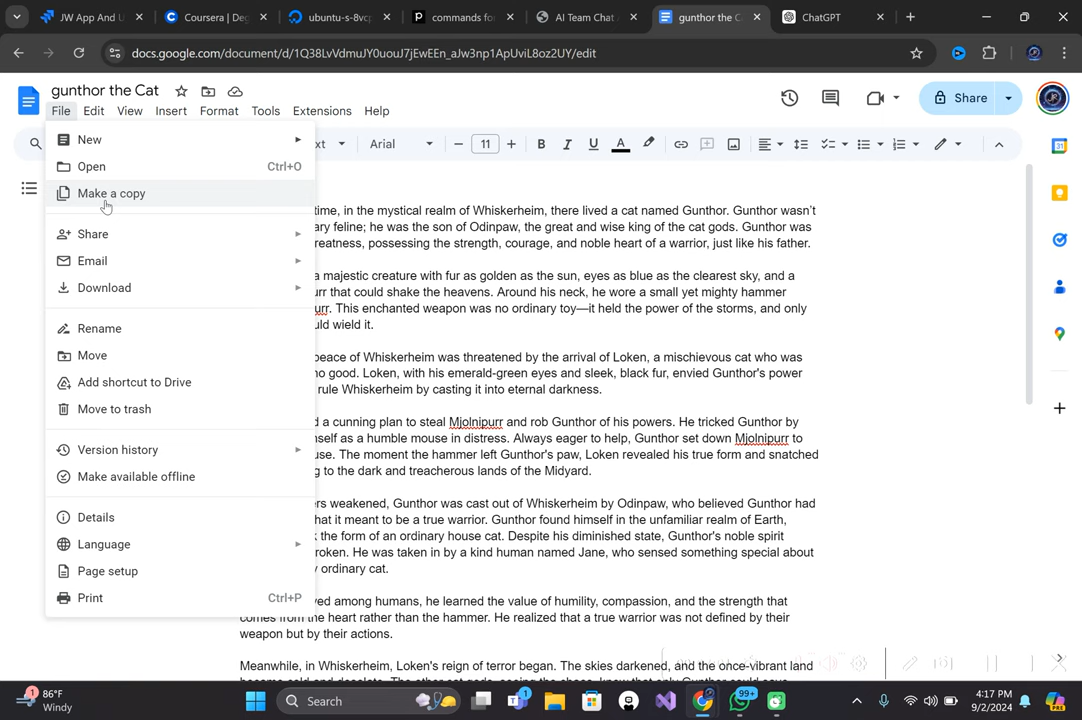 JW App And U
Coursera | Deg
ubuntu-s-8vcp
commands fo
AI Team Chat
gunthor the C
ChatGPT
docs.google.com/document/d/1Q38LvVdmuJY0uouJ7jEwEEn_aJw3np1ApUviL8oz2UY/edit
gunthor the Cat
File Edit View Insert Format Tools Extensions Help
Share
xt Arial 11
New
Open Ctrl+O
Make a copy
Share
Email
Download
Rename
Move
Add shortcut to Drive
Move to trash
Version history
Make available offline
Details
Language
Page setup
Print Ctrl+P
time, in the mystical realm of Whiskerheim, there lived a cat named Gunthor. Gunthor wasn't
ary feline; he was the son of Odinpaw, the great and wise king of the cat gods. Gunthor was
reatness, possessing the strength, courage, and noble heart of a warrior, just like his father.
a majestic creature with fur as golden as the sun, eyes as blue as the clearest sky, and a
urr that could shake the heavens. Around his neck, he wore a small yet mighty hammer
urr. This enchanted weapon was no ordinary toy—it held the power of the storms, and only
uld wield it.
peace of Whiskerheim was threatened by the arrival of Loken, a mischievous cat who was
no good. Loken, with his emerald-green eyes and sleek, black fur, envied Gunthor's power
rule Whiskerheim by casting it into eternal darkness.
d a cunning plan to steal Mjolnipurr and rob Gunthor of his powers. He tricked Gunthor by
mself as a humble mouse in distress. Always eager to help, Gunthor set down Mjolnipurr to
use. The moment the hammer left Gunthor's paw, Loken revealed his true form and snatched
ng to the dark and treacherous lands of the Midyard.
ers weakened, Gunthor was cast out of Whiskerheim by Odinpaw, who believed Gunthor had
hat it meant to be a true warrior. Gunthor found himself in the unfamiliar realm of Earth,
k the form of an ordinary house cat. Despite his diminished state, Gunthor's noble spirit
roken. He was taken in by a kind human named Jane, who sensed something special about
y ordinary cat.
ved among humans, he learned the value of humility, compassion, and the strength that
comes from the heart rather than the hammer. He realized that a true warrior was not defined by their
weapon but by their actions.
Meanwhile, in Whiskerheim, Loken's reign of terror began. The skies darkened, and the once-vibrant land
86°F
Windy
Search
99+
4:17 PM
9/2/2024